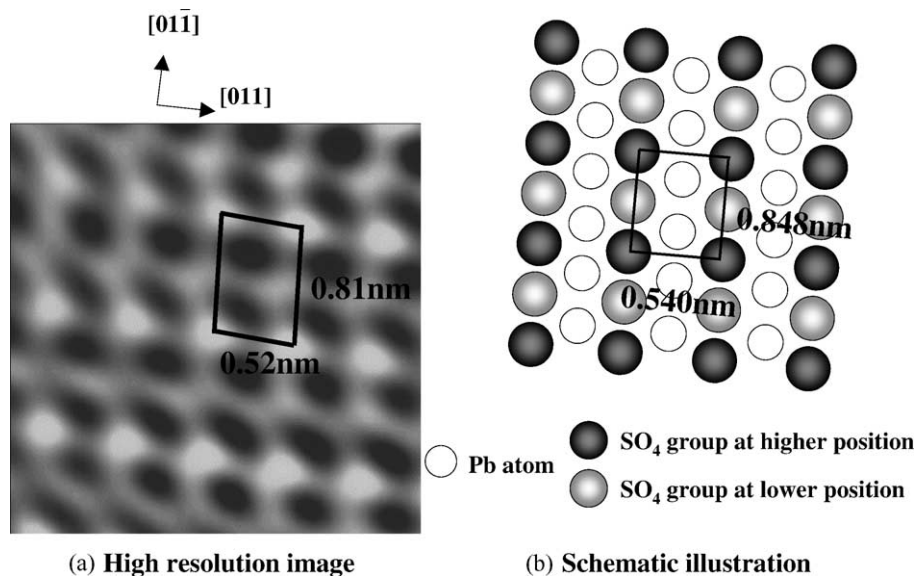 [011̄]
[011]
0.81nm
0.52nm
0.848nm
0.540nm
Pb atom
SO₄ group at higher position
SO₄ group at lower position
(a) High resolution image
(b) Schematic illustration